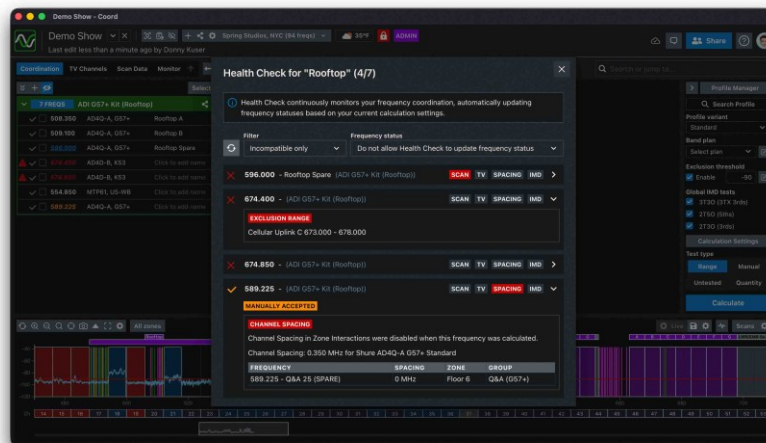 Demo Show - Coord
Demo Show
Spring Studios, NYC (94 freqs)
30°F
ADMIN
Share
Last edit less than a minute ago by Donny Kuser
Coordination
TV Channels
Scan Data
Monitor
Search or jump to...
Health Check for "Rooftop" (4/7)
Health Check continuously monitors your frequency coordination, automatically updating
frequency statuses based on your current calculation settings.
Filter
Incompatible only
Frequency status
Do not allow Health Check to update frequency status
596.000 - Rooftop Spare (ADI G57+ Kit (Rooftop)) SCAN TV SPACING IMD
674.400 - (ADI G57+ Kit (Rooftop)) SCAN TV SPACING IMD
EXCLUSION RANGE
Cellular Uplink C 673.000 - 678.000
674.850 - (ADI G57+ Kit (Rooftop)) SCAN TV SPACING IMD
589.225 - (ADI G57+ Kit (Rooftop)) SCAN TV SPACING IMD
MANUALLY ACCEPTED
CHANNEL SPACING
Channel Spacing in Zone Interactions were disabled when this frequency was calculated.
Channel Spacing: 0.350 MHz for Shure AD4Q-A G57+ Standard
FREQUENCY SPACING ZONE GROUP
589.225 - Q&A 25 (SPARE) 0 MHz Floor 6 Q&A (G57+)
7 FREQS ADI G57+ Kit (Rooftop)
508.350 AD4Q-A, G57+ Rooftop A
509.100 AD4Q-A, G57+ Rooftop B
596.000 AD4Q-A, G57+ Rooftop Spare
674.400 AD4D-B, K53 Click to add name
674.850 AD4D-B, K53 Click to add name
554.850 MTP61, US-WB Click to add name
589.225 AD4Q-A, G57+ Click to add name
Profile Manager
Search Profile
Profile variant
Standard
Band plan
Select plan
Exclusion threshold
Enable -90
Global IMD tests
2T3O (3TX 3rds)
2T5O (5ths)
2T3O (3rds)
Calculation Settings
Test type
Range Manual
Untested Quantity
Calculate
All zones
Rooftop
Live
Scans